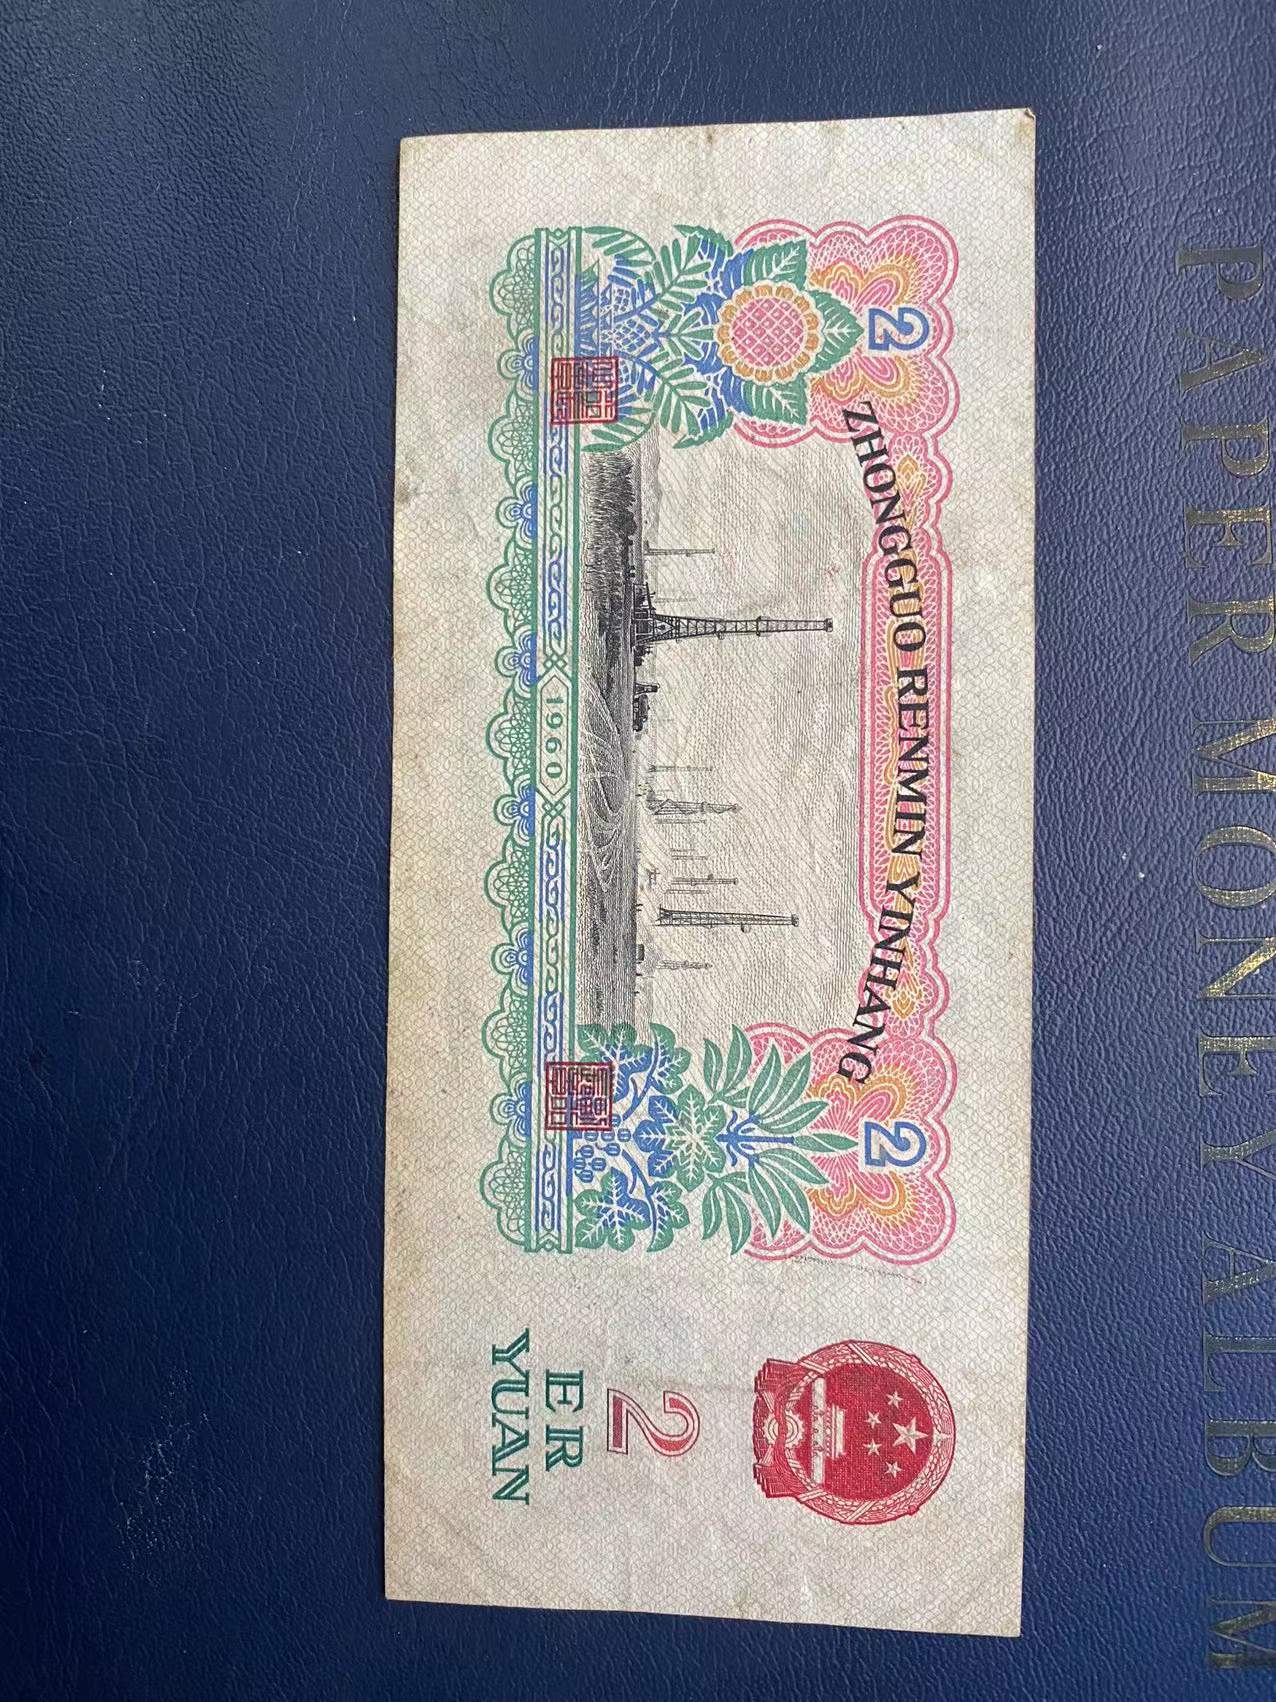 2
ZHONGGUO RENMIN YINHANG
2
1960
2
ER
YUAN
PAPER MONEY ALBUM